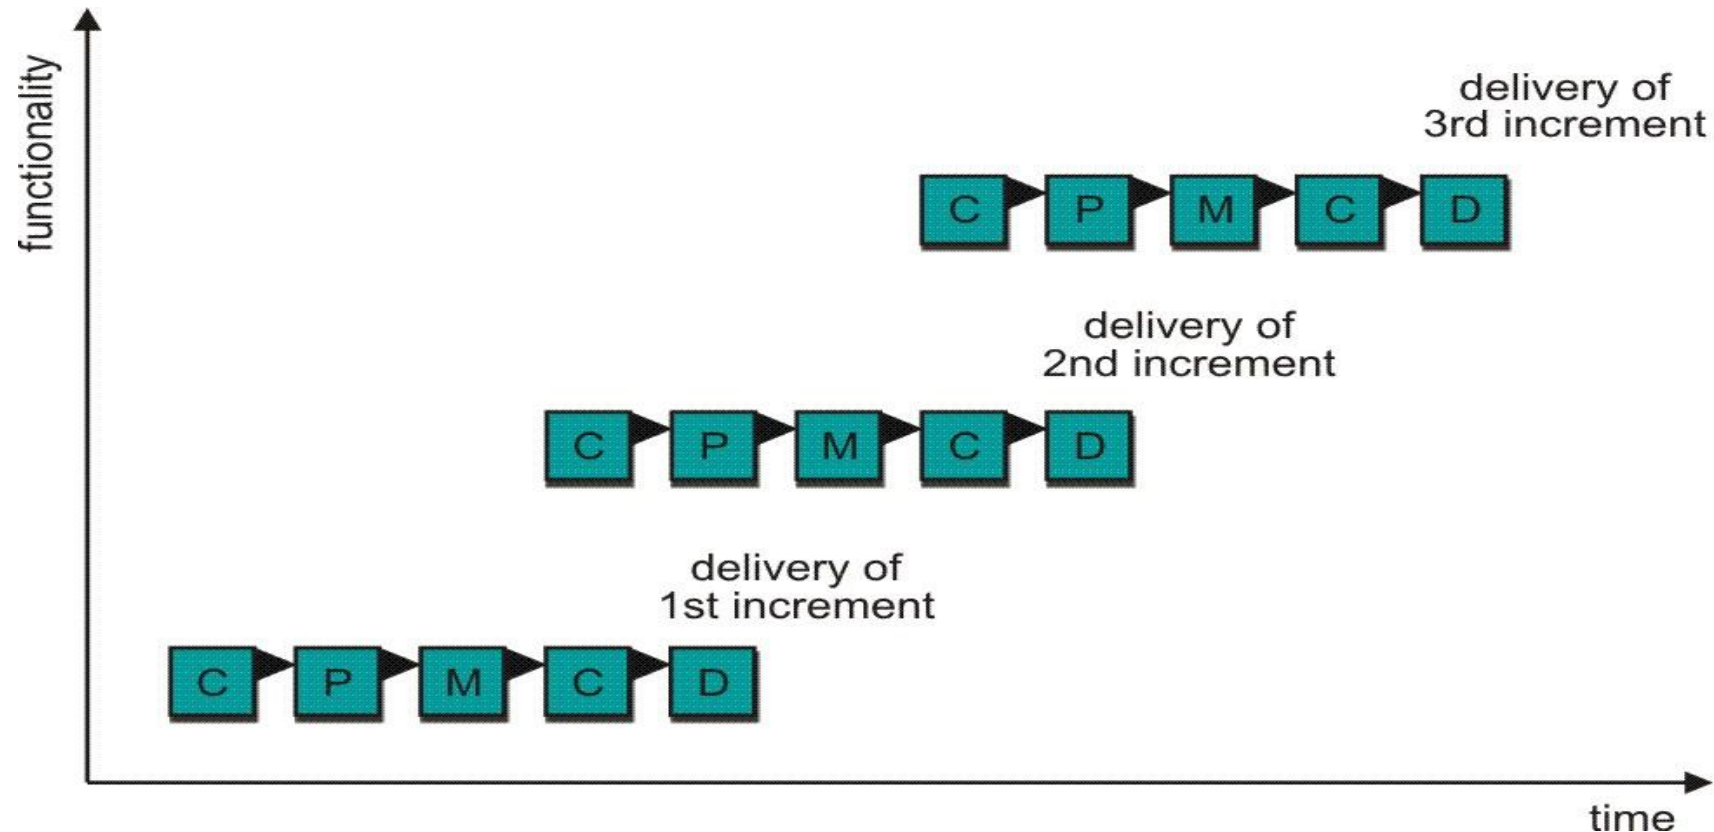 functionality
delivery of
3rd increment
C P M C D
delivery of
2nd increment
C P M C D
delivery of
1st increment
C P M C D
time